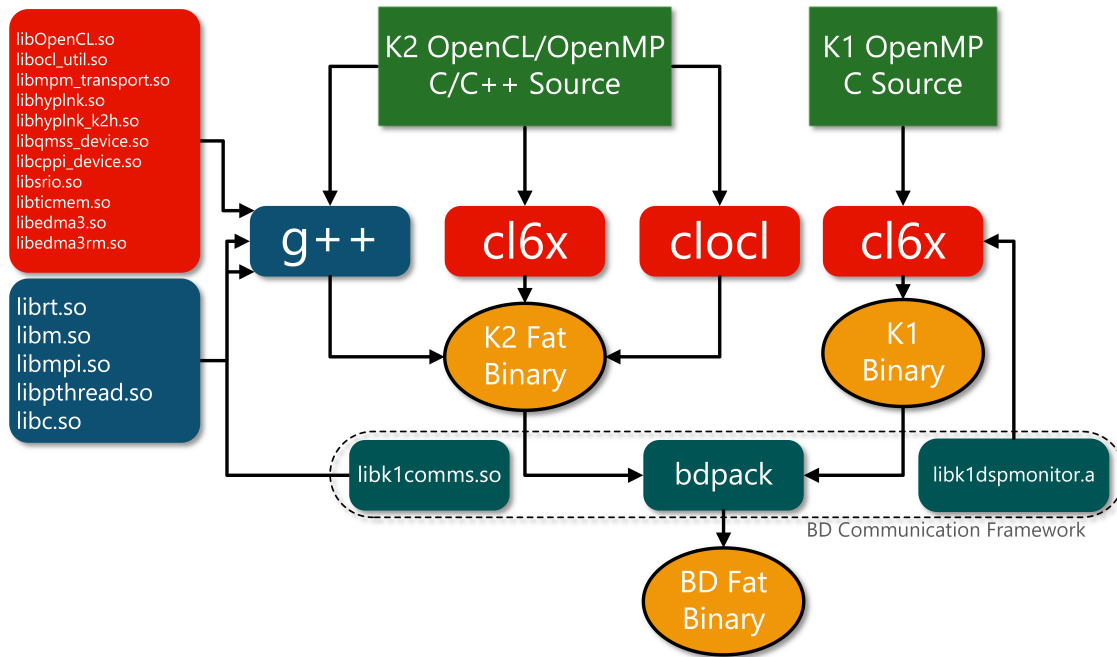 libOpenCL.so
libocl_util.so
libmpm_transport.so
libhyplnk.so
libhyplnk_k2h.so
libqmss_device.so
libcppi_device.so
libsrio.so
libticmem.so
libedma3.so
libedma3rm.so
K2 OpenCL/OpenMP
C/C++ Source
K1 OpenMP
C Source
g++
cl6x
clocl
cl6x
librt.so
libm.so
libmpi.so
libpthread.so
libc.so
K2 Fat
Binary
K1
Binary
libk1comms.so
bdpack
libk1dspmonitor.a
BD Communication Framework
BD Fat
Binary